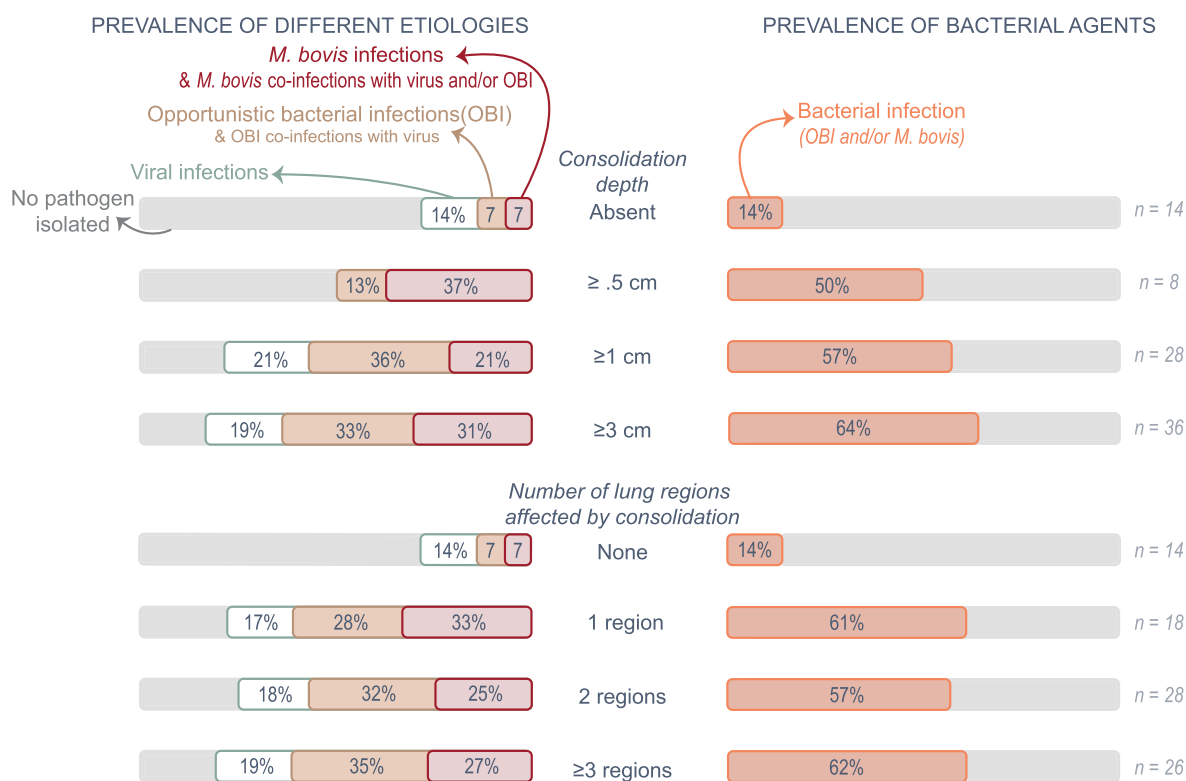 PREVALENCE OF DIFFERENT ETIOLOGIES
PREVALENCE OF BACTERIAL AGENTS
M. bovis infections
& M. bovis co-infections with virus and/or OBI
Opportunistic bacterial infections(OBI)
& OBI co-infections with virus
Viral infections
No pathogen
isolated
Bacterial infection
(OBI and/or M. bovis)
Consolidation
depth
14% 7 7 Absent 14% n = 14
13% 37% ≥ .5 cm 50% n = 8
21% 36% 21% ≥1 cm 57% n = 28
19% 33% 31% ≥3 cm 64% n = 36
Number of lung regions
affected by consolidation
14% 7 7 None 14% n = 14
17% 28% 33% 1 region 61% n = 18
18% 32% 25% 2 regions 57% n = 28
19% 35% 27% ≥3 regions 62% n = 26